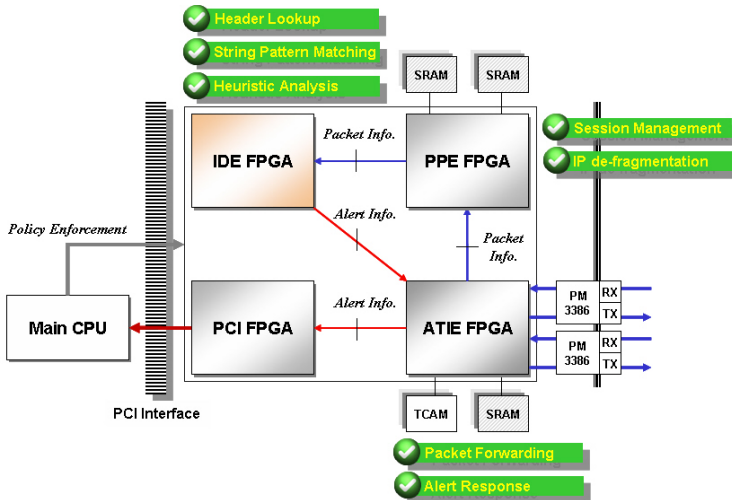 Header Lookup
String Pattern Matching
Heuristic Analysis
SRAM
SRAM
Session Management
IP de-fragmentation
IDE FPGA
Packet Info.
PPE FPGA
Policy Enforcement
Alert Info.
Packet
Info.
Main CPU
PCI FPGA
Alert Info.
ATIE FPGA
PM
3386
RX
TX
PM
3386
RX
TX
PCI Interface
TCAM
SRAM
Packet Forwarding
Alert Response